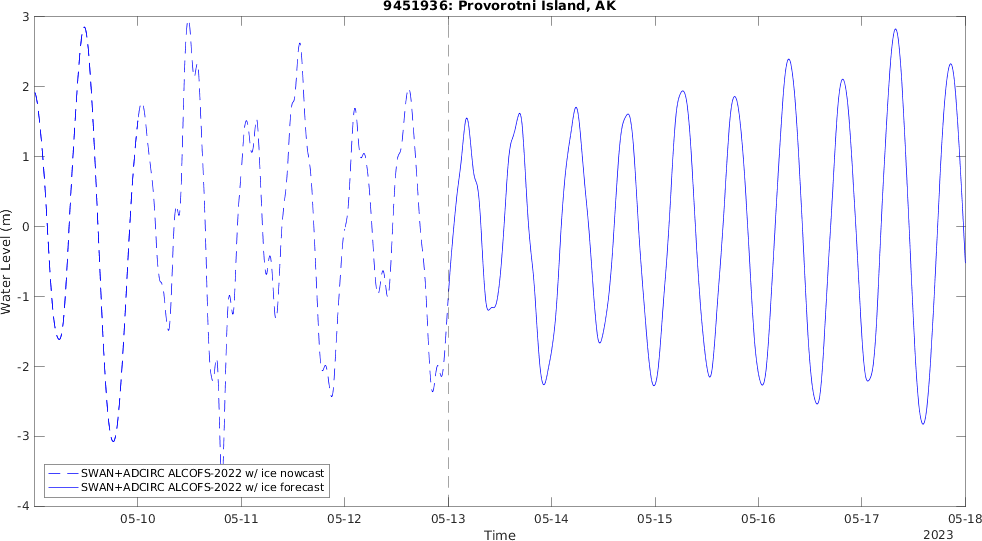 9451936: Provorotni Island, AK
3
2
1
0
-1
-2
-3
-4
Water Level (m)
SWAN+ADCIRC ALCOFS-2022 w/ ice nowcast
SWAN+ADCIRC ALCOFS-2022 w/ ice forecast
05-10 05-11 05-12 05-13 05-14 05-15 05-16 05-17 05-18
Time
2023